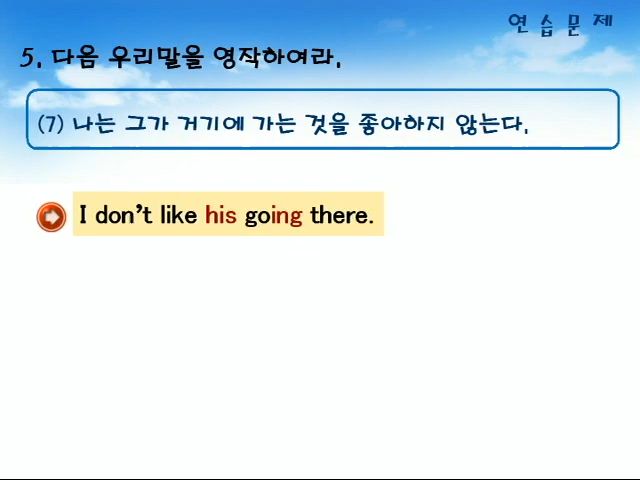 연습문제
5. 다음 우리말을 영작하여라.
(7) 나는 그가 거기에 가는 것을 좋아하지 않는다.
I don't like his going there.